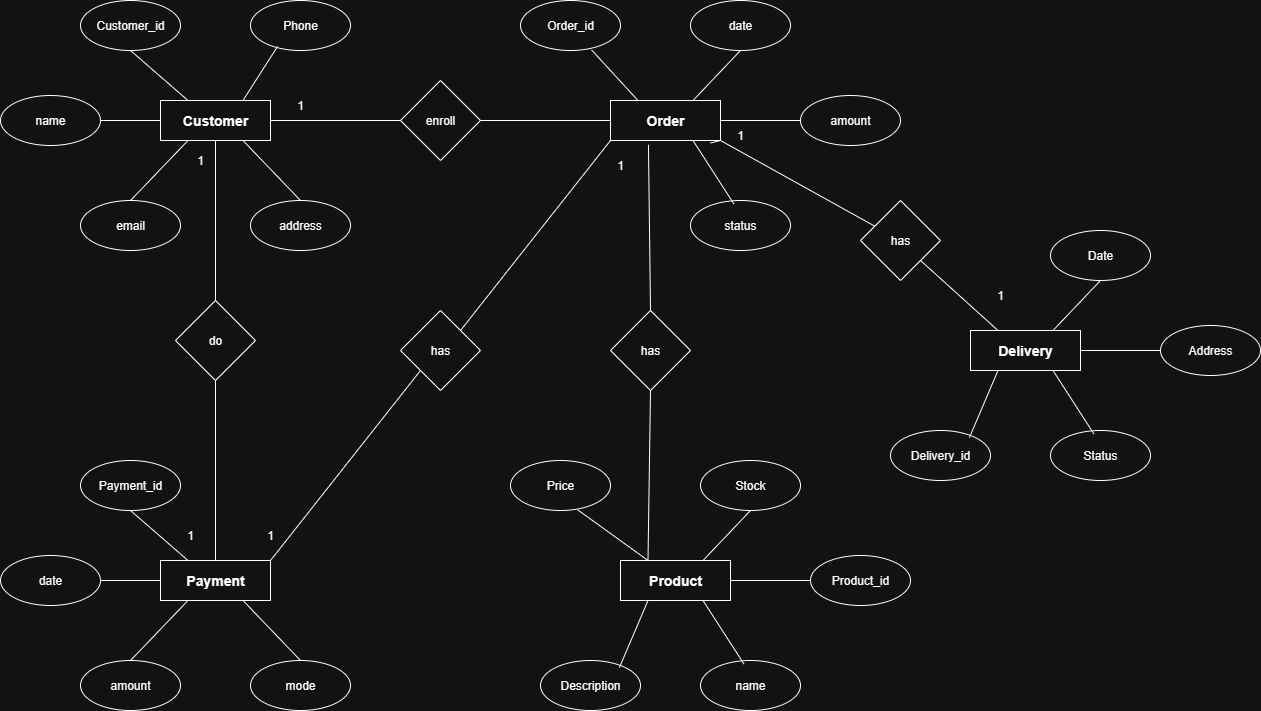 Customer_id
Phone
Order_id
date
name
Customer
1
enroll
Order
amount
1
1
1
email
address
status
has
Date
1
do
has
has
Delivery
Address
Delivery_id
Status
Payment_id
Price
Stock
1
1
date
Payment
Product
Product_id
amount
mode
Description
name